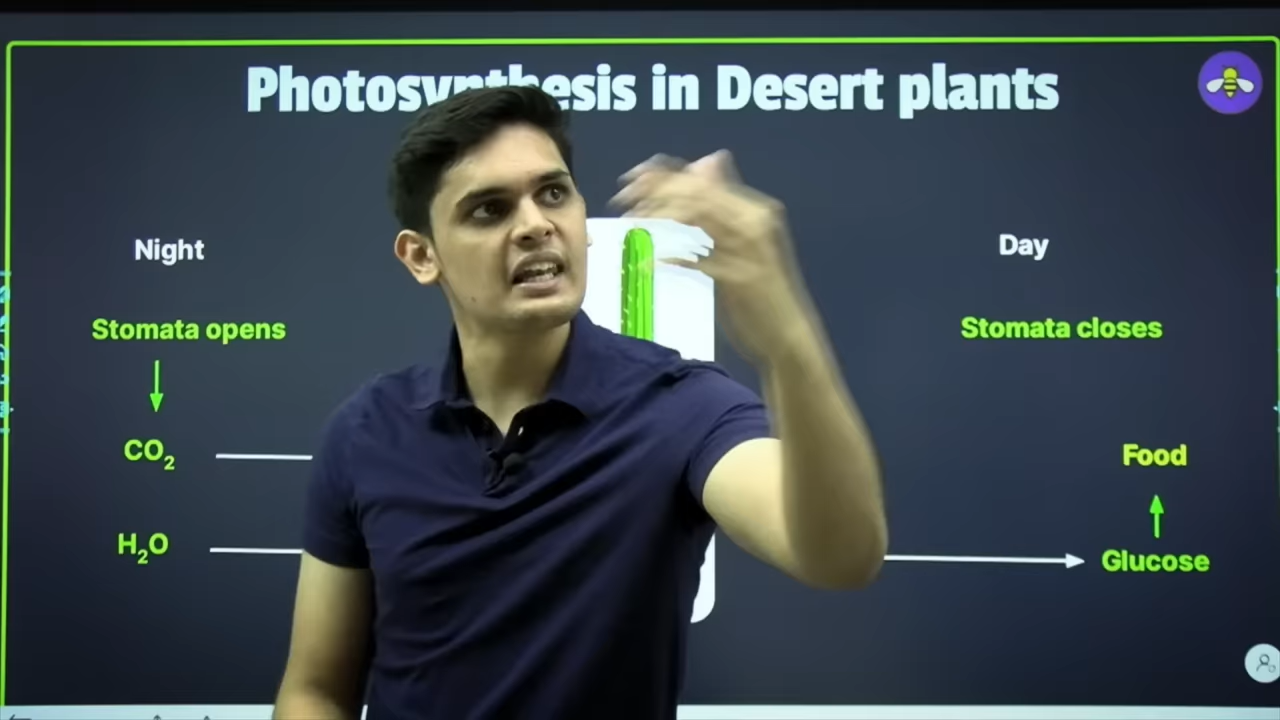 Photosynthesis in Desert plants
Night
Day
Stomata opens
Stomata closes
CO₂
Food
H₂O
Glucose